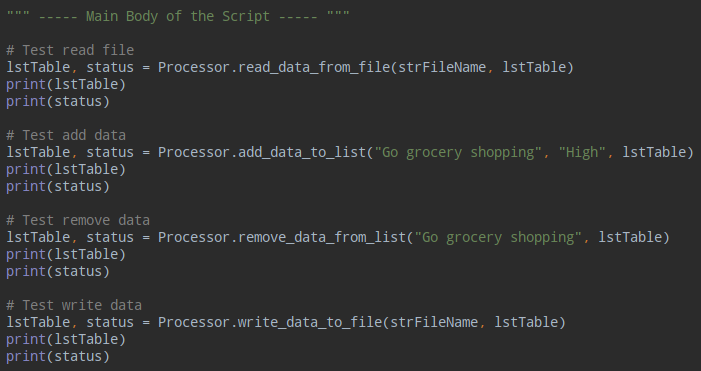 """ ----- Main Body of the Script ----- """
# Test read file
lstTable, status = Processor.read_data_from_file(strFileName, lstTable)
print(lstTable)
print(status)
# Test add data
lstTable, status = Processor.add_data_to_list("Go grocery shopping", "High", lstTable)
print(lstTable)
print(status)
# Test remove data
lstTable, status = Processor.remove_data_from_list("Go grocery shopping", lstTable)
print(lstTable)
print(status)
# Test write data
lstTable, status = Processor.write_data_to_file(strFileName, lstTable)
print(lstTable)
print(status)